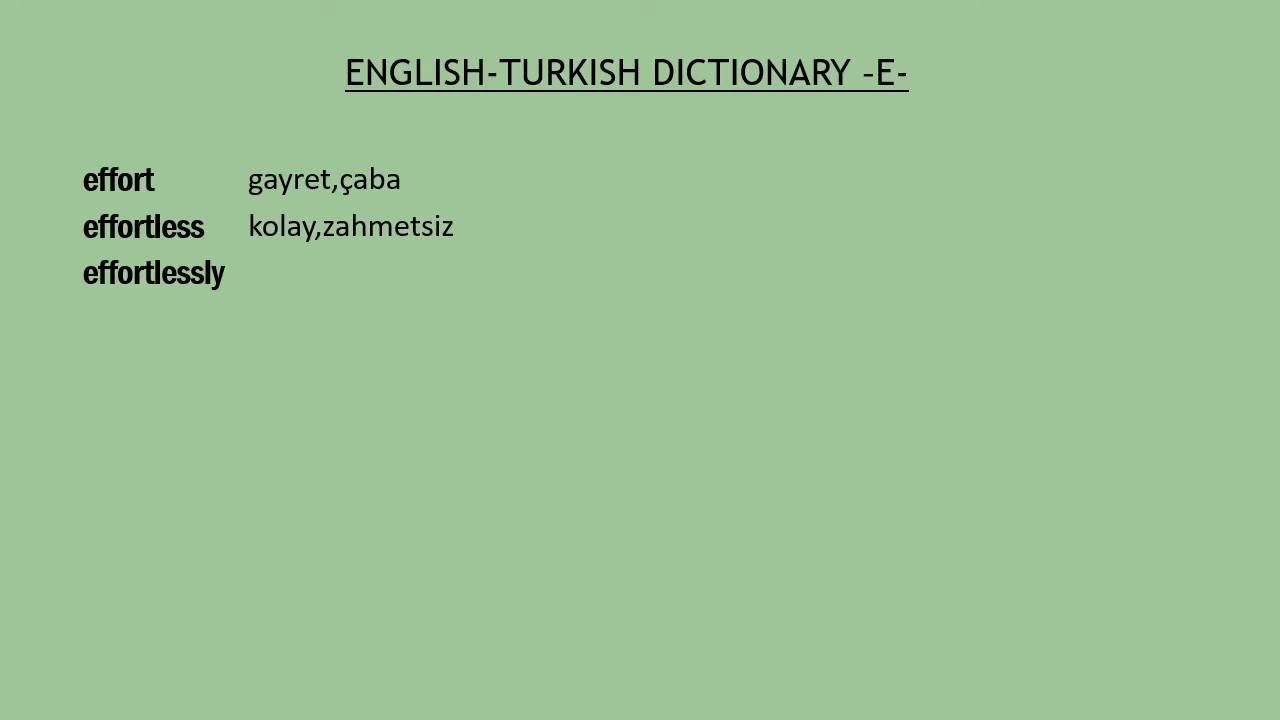 ENGLISH-TURKISH DICTIONARY –E-
effort gayret,çaba
effortless kolay,zahmetsiz
effortlessly